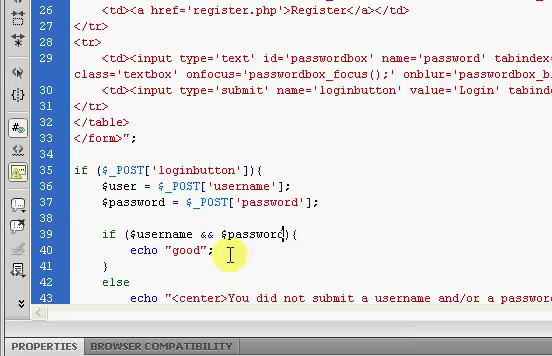 26 <td><a href='register.php'>Register</a></td>
27 </tr>
28 <tr>
29 <td><input type='text' id='passwordbox' name='password' tabindex
class='textbox' onfocus='passwordbox_focus();' onblur='passwordbox_b
30 <td><input type='submit' name='loginbutton' value='Login' tabind
31 </tr>
32 </table>
33 </form>";
34
35 if ($_POST['loginbutton']){
36 $user = $_POST['username'];
37 $password = $_POST['password'];
38
39 if ($username && $password){
40 echo "good";
41 }
42 else
43 echo "<center>You did not submit a username and/or a password
PROPERTIES BROWSER COMPATIBILITY